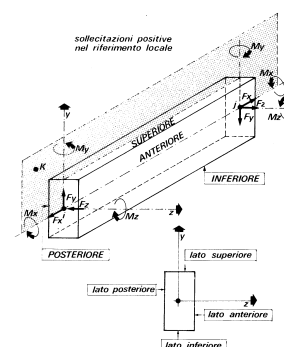 sollecitazioni positive
nel riferimento locale
My
Mx
Fx
j
Fz
Fy
Mz
y
SUPERIORE
ANTERIORE
My
K
INFERIORE
Fy
Fz
Mx
Fx
i
Mz
z
POSTERIORE
y
lato superiore
lato posteriore
z
lato anteriore
lato inferiore